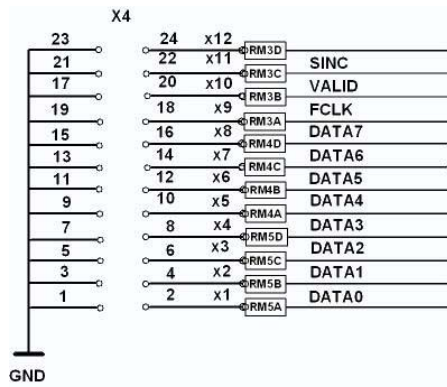 X4
23 24 x12 RM3D
21 22 x11 RM3C SINC
17 20 x10 RM3B VALID
19 18 x9 RM3A FCLK
15 16 x8 RM4D DATA7
13 14 x7 RM4C DATA6
11 12 x6 RM4B DATA5
9 10 x5 RM4A DATA4
7 8 x4 RM5D DATA3
5 6 x3 RM5C DATA2
3 4 x2 RM5B DATA1
1 2 x1 RM5A DATA0
GND